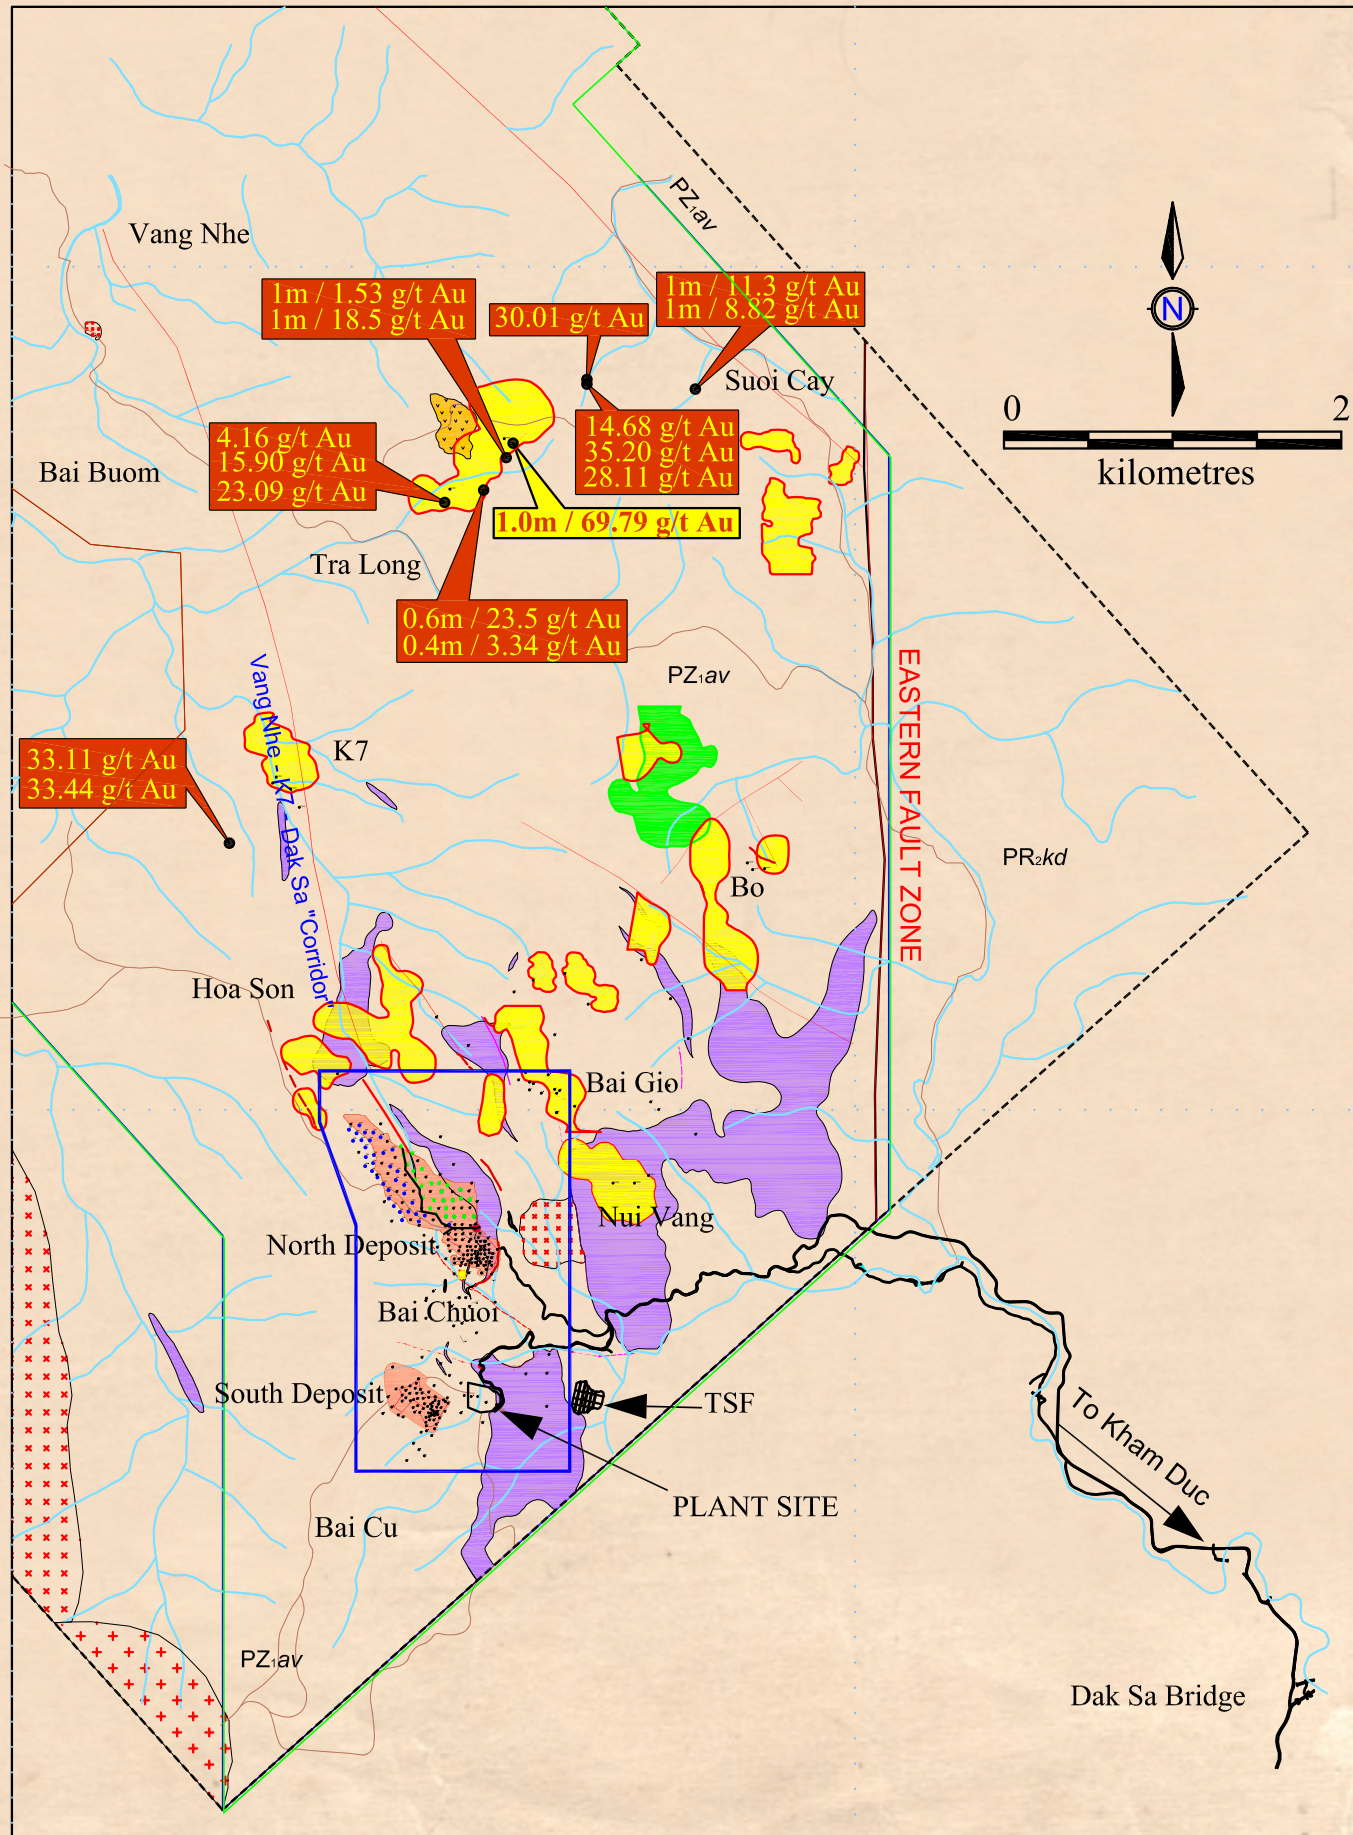 PZ₁av
Vang Nhe
1m / 1.53 g/t Au
1m / 18.5 g/t Au
30.01 g/t Au
1m / 11.3 g/t Au
1m / 8.82 g/t Au
N
Suoi Cay
0 2
kilometres
4.16 g/t Au
15.90 g/t Au
23.09 g/t Au
14.68 g/t Au
35.20 g/t Au
28.11 g/t Au
Bai Buom
1.0m / 69.79 g/t Au
Tra Long
0.6m / 23.5 g/t Au
0.4m / 3.34 g/t Au
PZ₁av
EASTERN FAULT ZONE
Vang Nhe - K7 - Dak Sa "Corridor"
K7
33.11 g/t Au
33.44 g/t Au
PR₂kd
Bo
Hoa Son
Bai Gio
Nui Vang
North Deposit
Bai Chuoi
South Deposit
TSF
To Kham Duc
PLANT SITE
Bai Cu
PZ₁av
Dak Sa Bridge